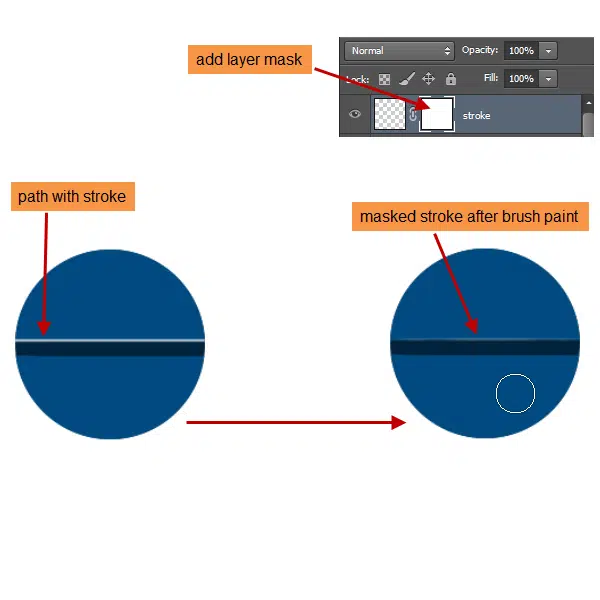 add layer mask
Normal Opacity: 100%
Lock: Fill: 100%
stroke
path with stroke
masked stroke after brush paint